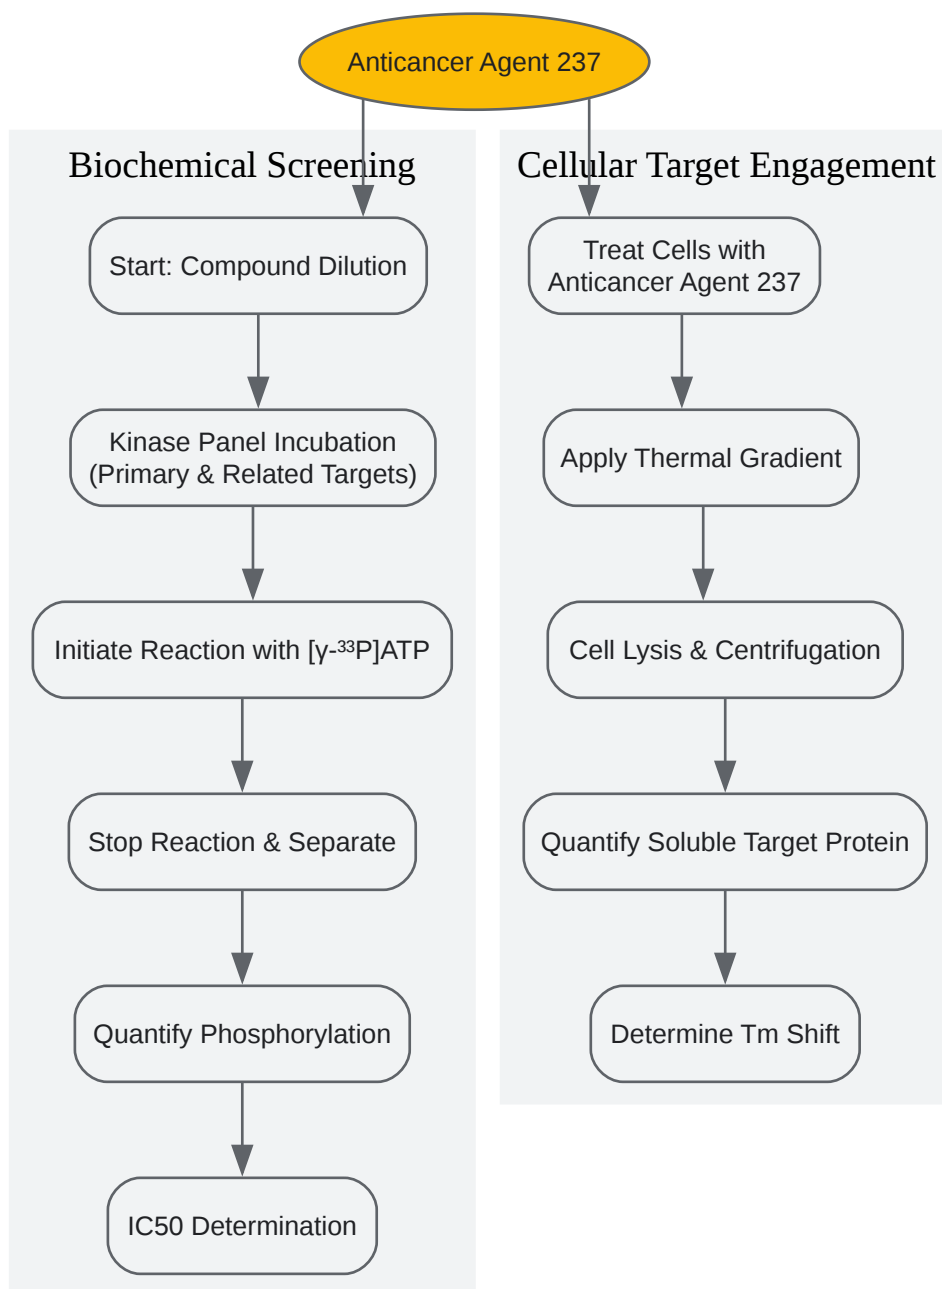 Anticancer Agent 237
Biochemical Screening
Start: Compound Dilution
Kinase Panel Incubation
(Primary & Related Targets)
Initiate Reaction with [γ-³³P]ATP
Stop Reaction & Separate
Quantify Phosphorylation
IC50 Determination
Cellular Target Engagement
Treat Cells with
Anticancer Agent 237
Apply Thermal Gradient
Cell Lysis & Centrifugation
Quantify Soluble Target Protein
Determine Tm Shift